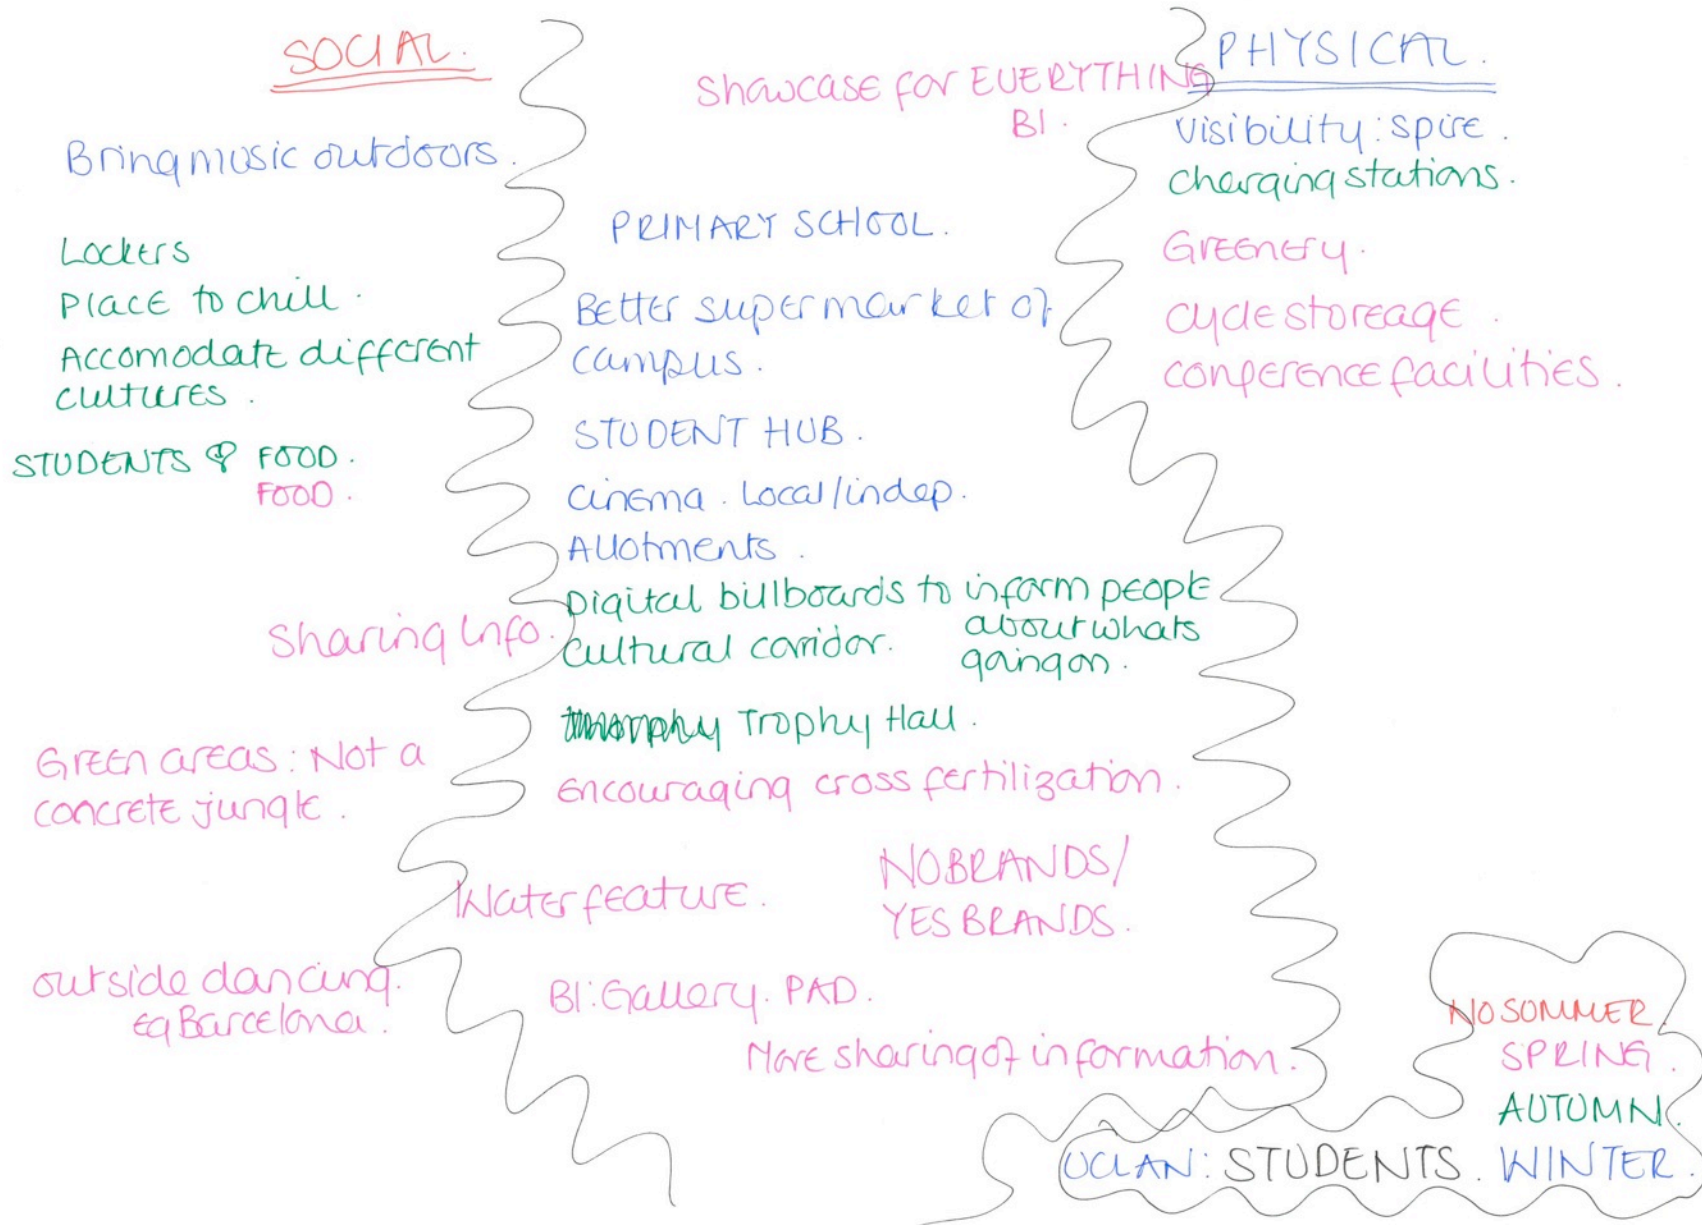 SOCIAL.
Bring music outdoors.
Lockers
Place to chill.
Accomodate different
cultures.
STUDENTS & FOOD.
FOOD.
Sharing info.
Green areas: Not a
concrete jungle.
outside dancing.
eg Barcelona.
Showcase for EVERYTHING
BI.
PRIMARY SCHOOL.
Better supermarket of
campus.
STUDENT HUB.
cinema. Local/indep.
Allotments.
Digital billboards to inform people
about whats
going on.
cultural corridor.
Trophy Hall.
encouraging cross fertilization.
Water feature.
NO BRANDS/
YES BRANDS.
BI: Gallery. PAD.
More sharing of information.
PHYSICAL.
visibility: spire.
charging stations.
Greenery.
cycle storeage.
conference facilities.
NO SOMMER.
SPRING.
AUTUMN.
WINTER.
UCLAN: STUDENTS.